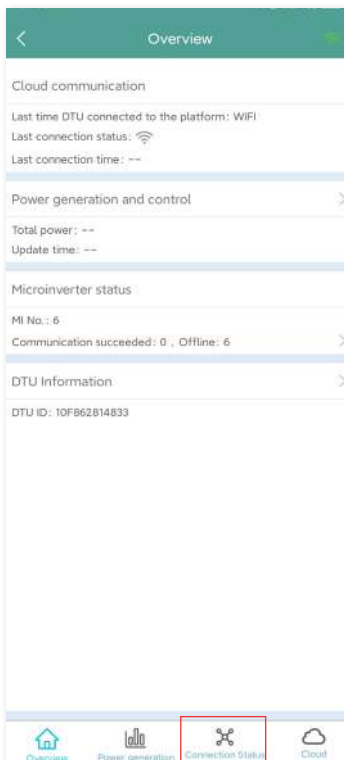 Overview
Cloud communication
Last time DTU connected to the platform: WIFI
Last connection status:
Last connection time: --
Power generation and control
Total power: --
Update time: --
Microinverter status
MI No.: 6
Communication succeeded: 0 , Offline: 6
DTU Information
DTU ID: 10F862814833
Overview Power generation Connection Status Cloud